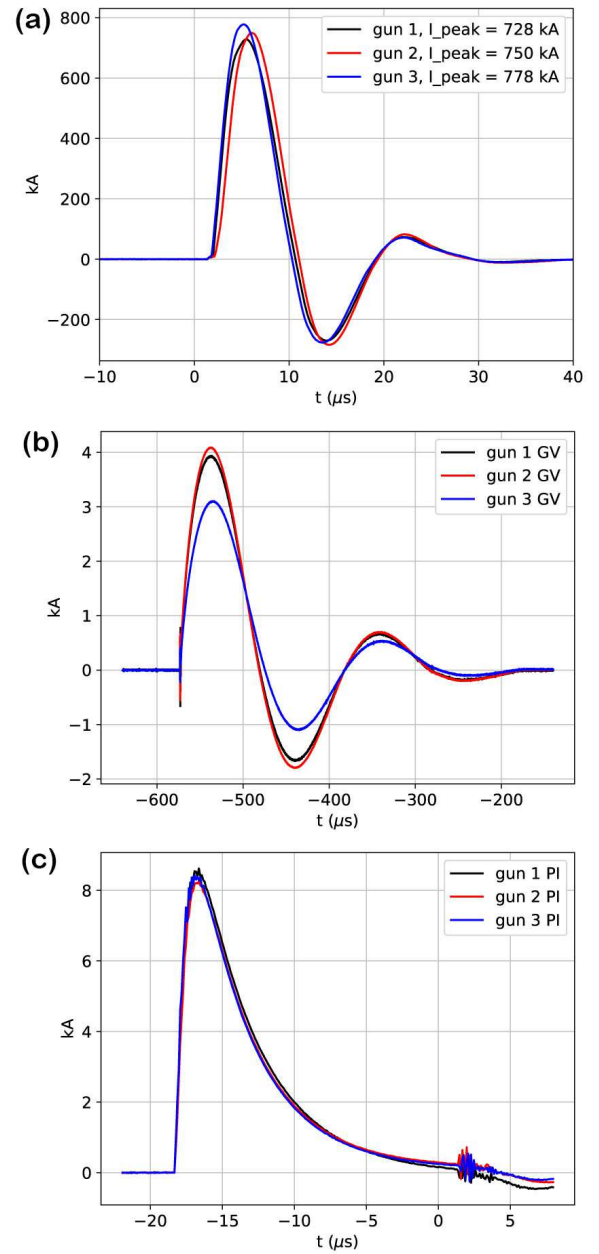 (a)
gun 1, I_peak = 728 kA
gun 2, I_peak = 750 kA
gun 3, I_peak = 778 kA
800
600
400
200
0
−200
kA
−10 0 10 20 30 40
t (μs)
(b)
gun 1 GV
gun 2 GV
gun 3 GV
4
3
2
1
0
−1
−2
kA
−600 −500 −400 −300 −200
t (μs)
(c)
gun 1 PI
gun 2 PI
gun 3 PI
8
6
4
2
0
kA
−20 −15 −10 −5 0 5
t (μs)